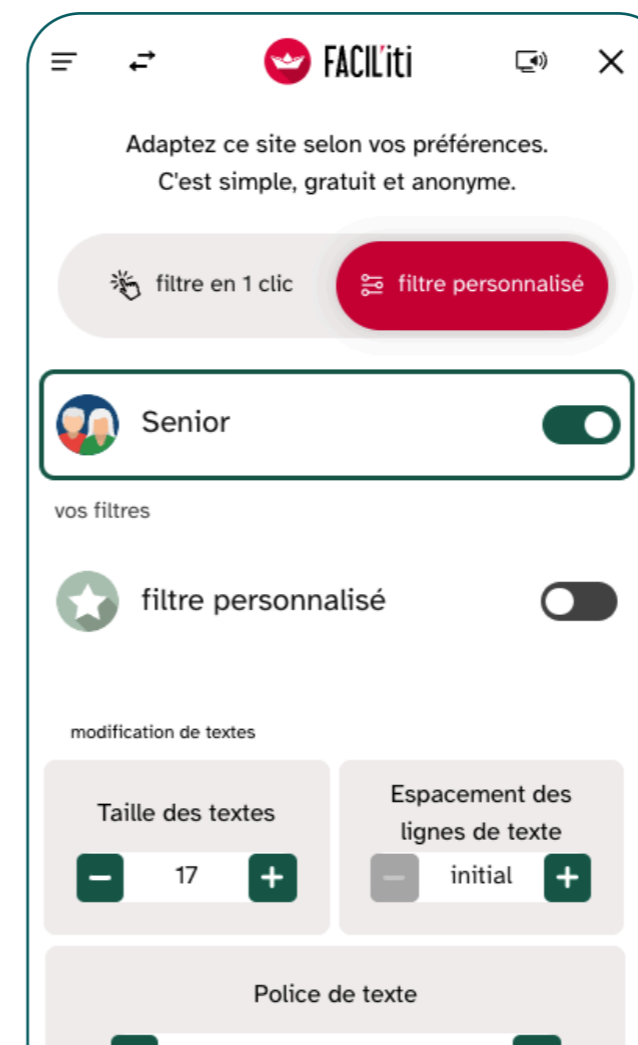 FACIL'iti
Adaptez ce site selon vos préférences.
C'est simple, gratuit et anonyme.
filtre en 1 clic
filtre personnalisé
Senior
vos filtres
filtre personnalisé
modification de textes
Taille des textes
17
Espacement des
lignes de texte
initial
Police de texte